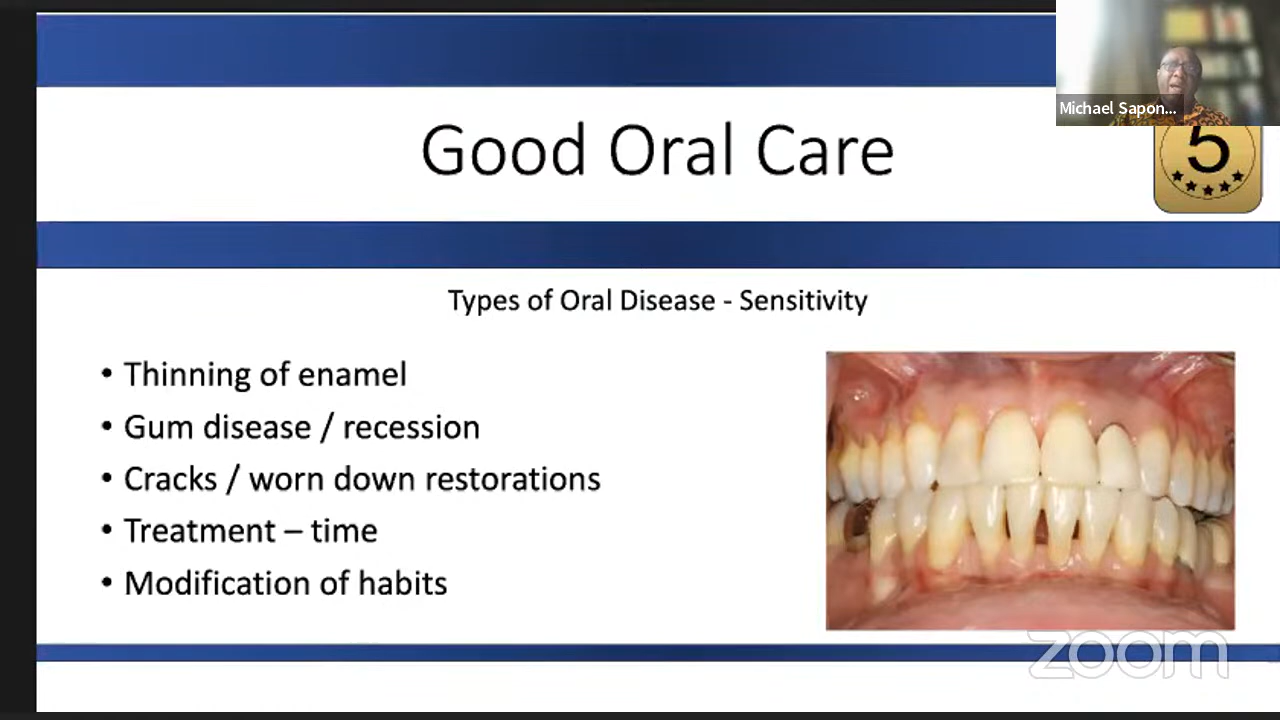 Michael Sapon...
Good Oral Care
5
Types of Oral Disease - Sensitivity
• Thinning of enamel
• Gum disease / recession
• Cracks / worn down restorations
• Treatment – time
• Modification of habits
zoom